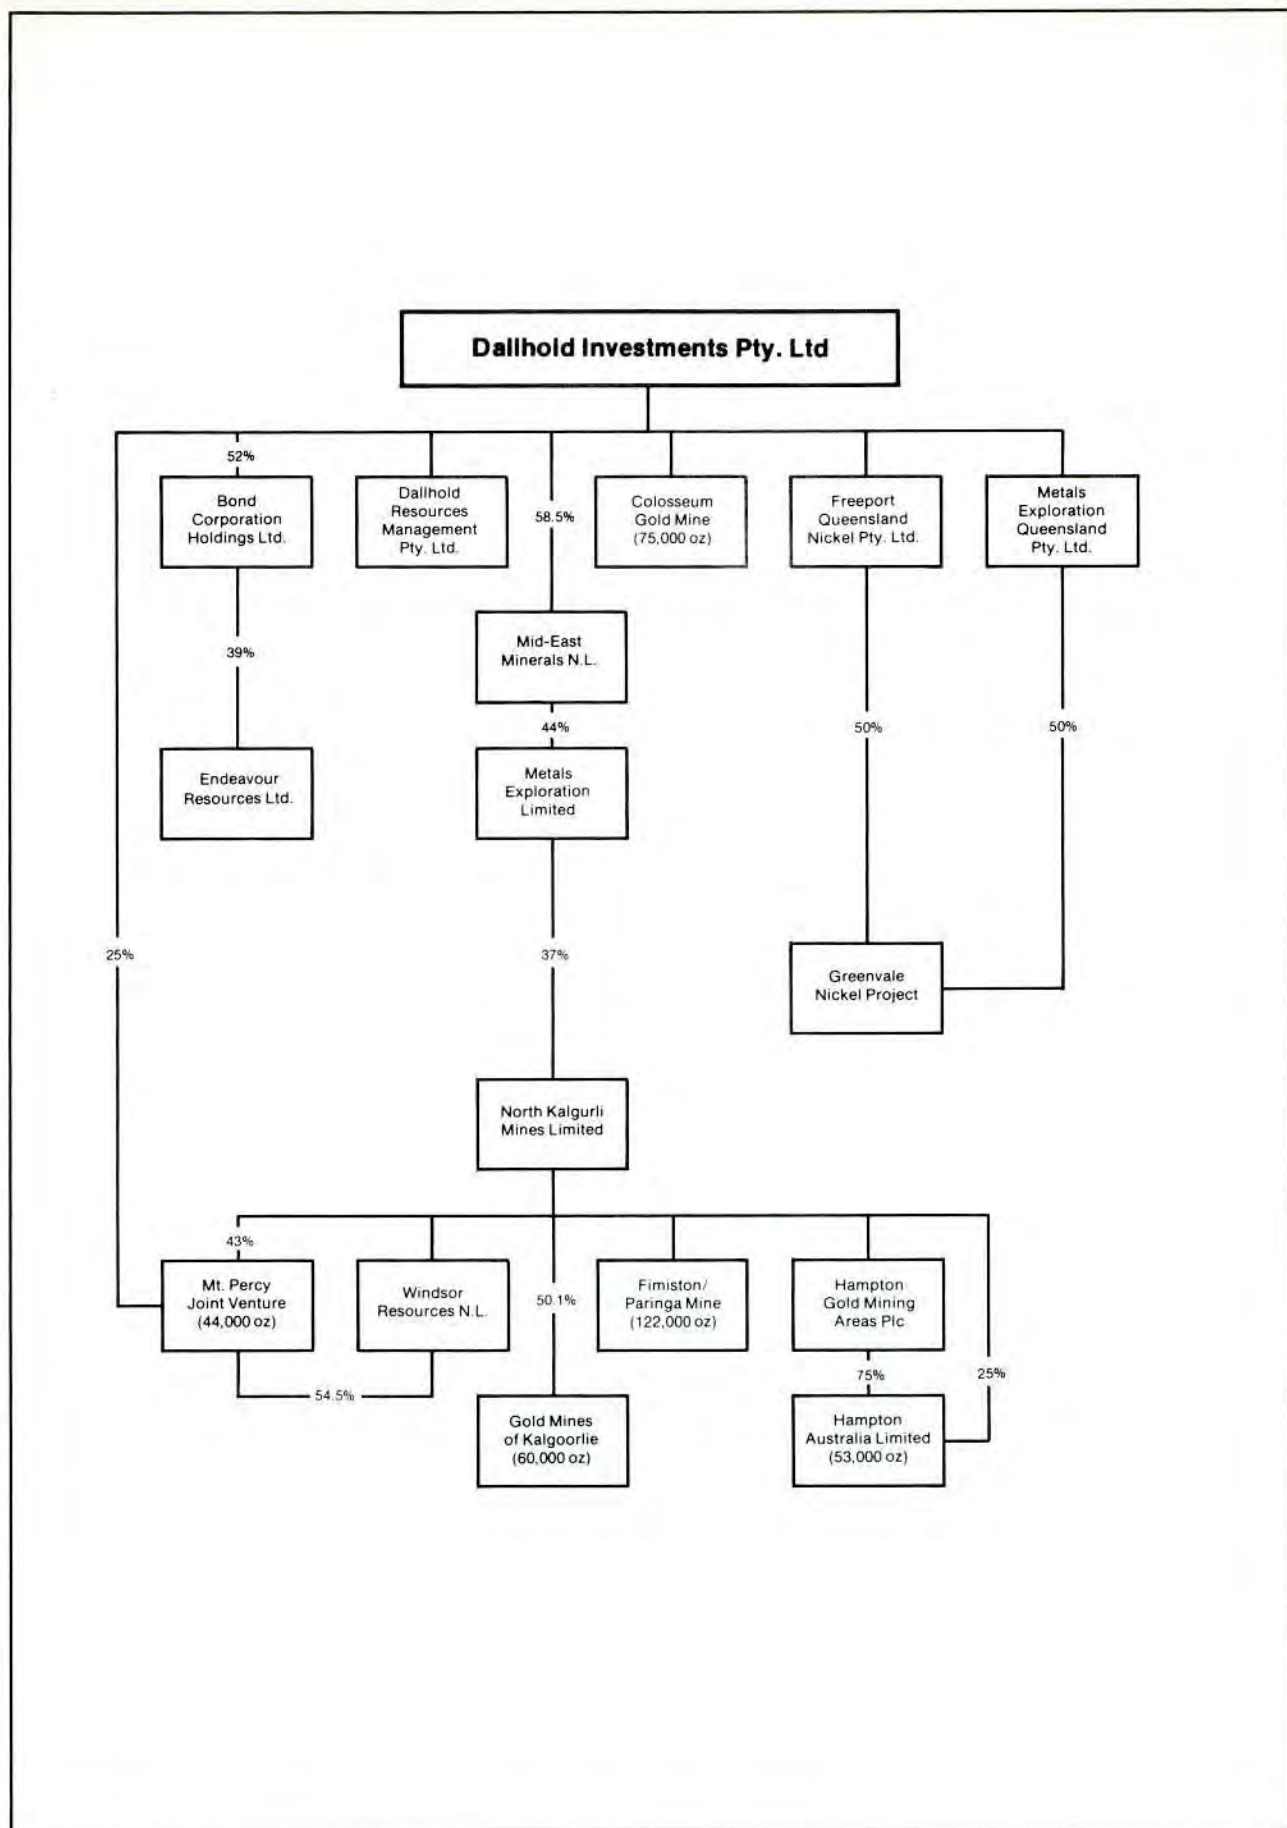 Dallhold Investments Pty. Ltd
52%
Bond
Corporation
Holdings Ltd.
Dallhold
Resources
Management
Pty. Ltd.
58.5%
Colosseum
Gold Mine
(75,000 oz)
Freeport
Queensland
Nickel Pty. Ltd.
Metals
Exploration
Queensland
Pty. Ltd.
39%
Mid-East
Minerals N.L.
44%
50%
50%
Endeavour
Resources Ltd.
Metals
Exploration
Limited
25%
37%
Greenvale
Nickel Project
North Kalgurli
Mines Limited
43%
Mt. Percy
Joint Venture
(44,000 oz)
Windsor
Resources N.L.
50.1%
Fimiston/
Paringa Mine
(122,000 oz)
Hampton
Gold Mining
Areas Plc
54.5%
75%
25%
Gold Mines
of Kalgoorlie
(60,000 oz)
Hampton
Australia Limited
(53,000 oz)